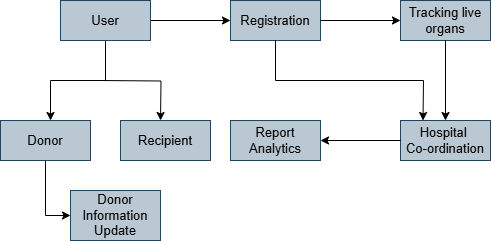 User
Registration
Tracking live
organs
Donor
Recipient
Report
Analytics
Hospital
Co-ordination
Donor
Information
Update